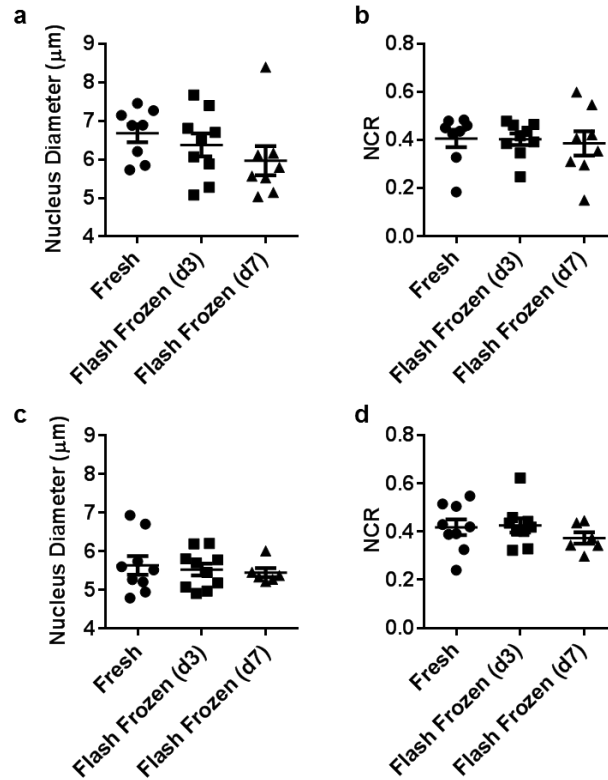 a
Nucleus Diameter (μm)
9
8
7
6
5
4
Fresh
Flash Frozen (d3)
Flash Frozen (d7)
b
NCR
0.8
0.6
0.4
0.2
0.0
Fresh
Flash Frozen (d3)
Flash Frozen (d7)
c
Nucleus Diameter (μm)
9
8
7
6
5
4
Fresh
Flash Frozen (d3)
Flash Frozen (d7)
d
NCR
0.8
0.6
0.4
0.2
0.0
Fresh
Flash Frozen (d3)
Flash Frozen (d7)